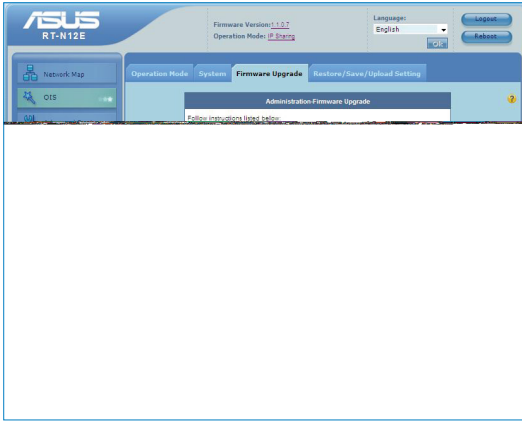 ASUS
RT-N12E
Firmware Version:1.1.0.7
Operation Mode: IP Sharing
Language:
English
OK
Logout
Reboot
Network Map
QIS
Operation Mode
System
Firmware Upgrade
Restore/Save/Upload Setting
Administration-Firmware Upgrade
Follow instructions listed below: